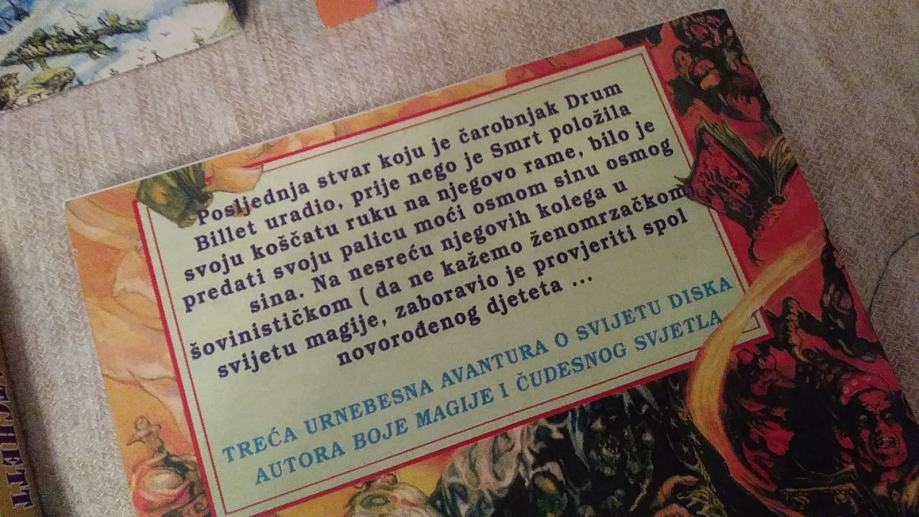 Posljednja stvar koju je čarobnjak Drum
Billet uradio, prije nego je Smrt položila
svoju koščatu ruku na njegovo rame, bilo je
predati svoju palicu moći osmom sinu osmog
sina. Na nesreću njegovih kolega u
šovinističkom ( da ne kažemo ženomrzačkom
svijetu magije, zaboravio je provjeriti spol
novorođenog djeteta ...
TREĆA URNEBESNA AVANTURA O SVIJETU DISKA
AUTORA BOJE MAGIJE I ČUDESNOG SVJETLA